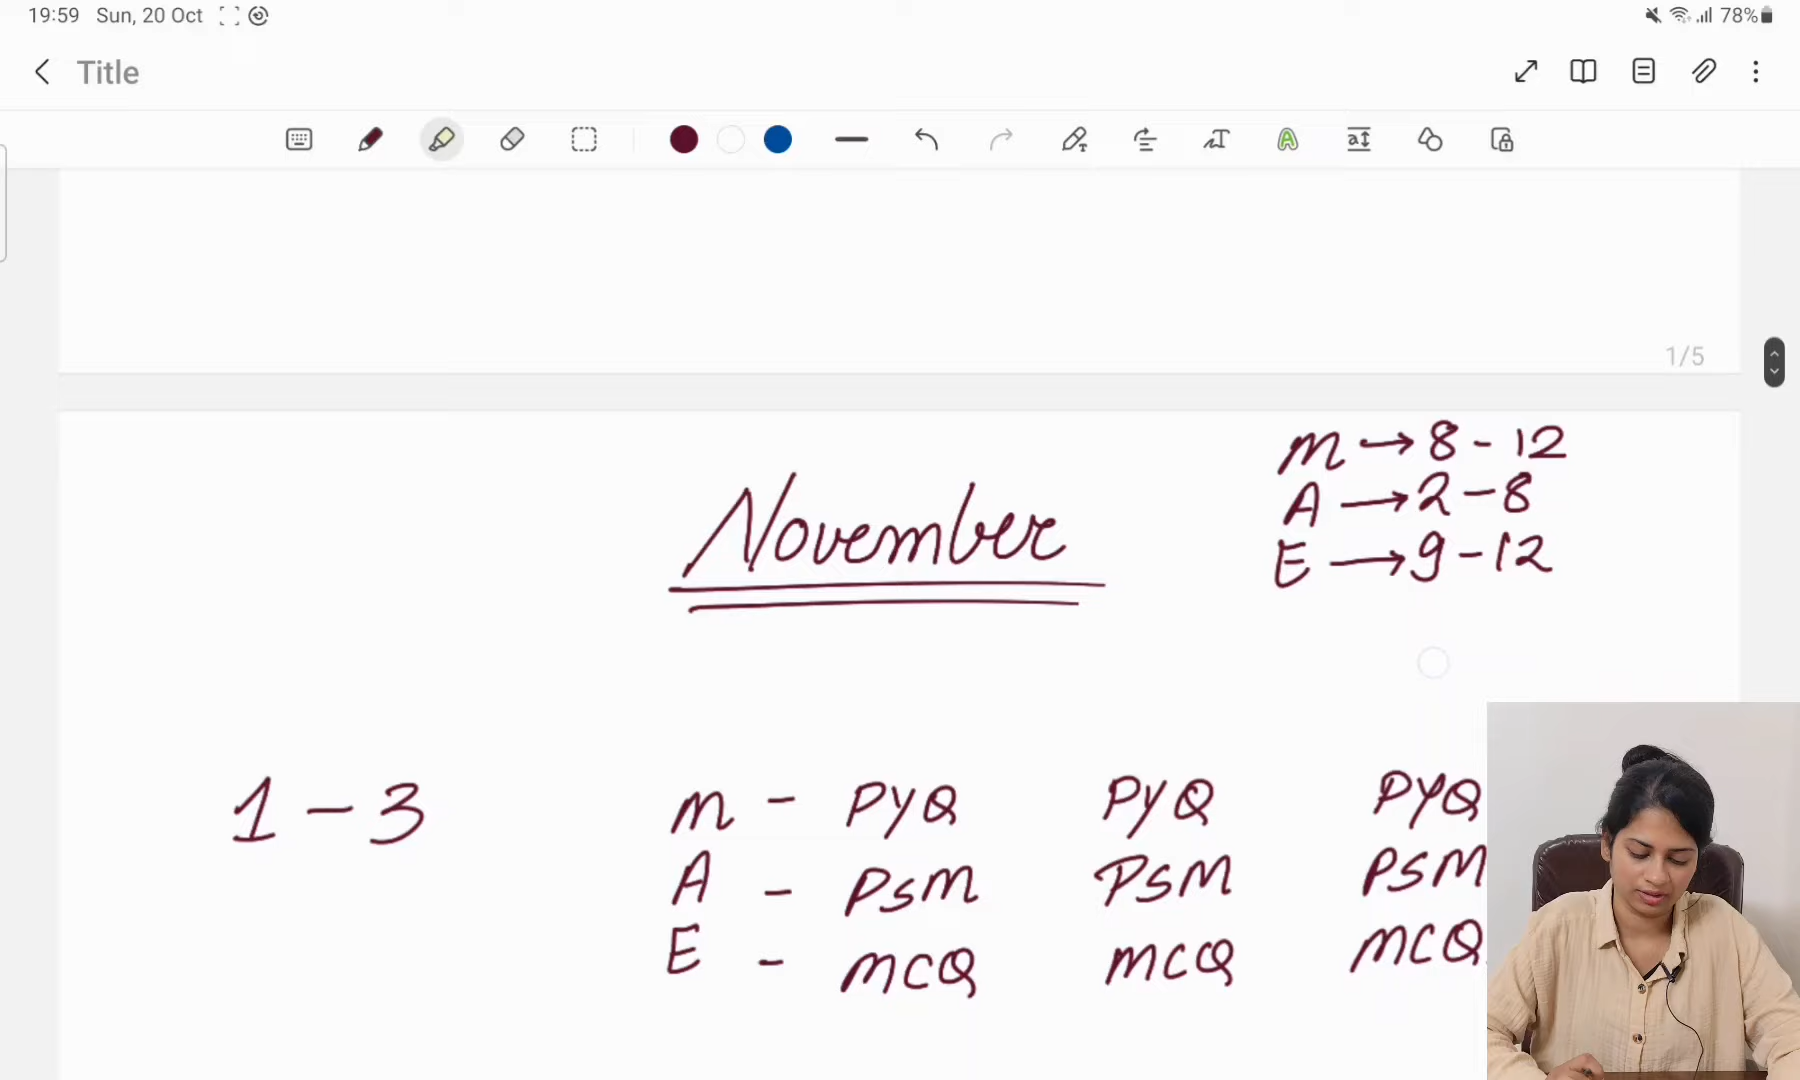 19:59 Sun, 20 Oct 78%
Title
1/5
November
M → 8 - 12
A → 2 - 8
E → 9 - 12
1 - 3
M - PYQ PYQ PYQ
A - PSM PSM PSM
E - MCQ MCQ MCQ